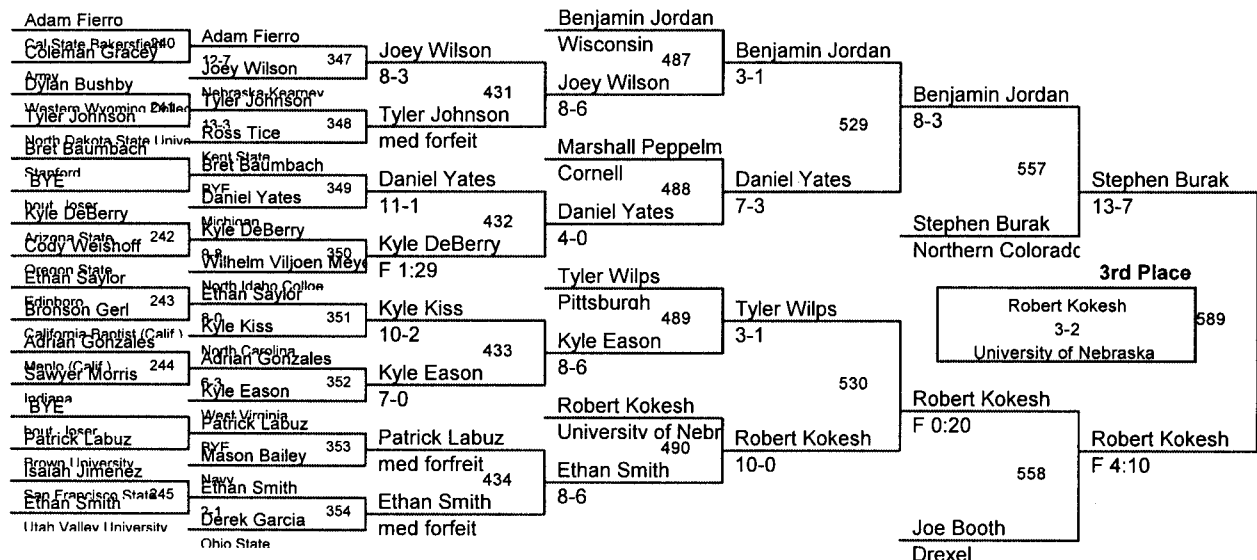 Adam Fierro
Cal State Bakersfield 240
Coleman Gracey
Army
Dylan Bushby
Western Wyoming 241
Tyler Johnson
North Dakota State Unive
Bret Baumbach
Stanford
BYE
bout loser
Kyle DeBerry
Arizona State 242
Cody Weishoff
Oregon State
Ethan Saylor
Edinboro 243
Bronson Gerl
California Baptist (Calif.)
Adrian Gonzales
Menlo (Calif.) 244
Sawyer Morris
Indiana
BYE
bout loser
Patrick Labuz
Brown University
Isaiah Jimenez
San Francisco State 245
Ethan Smith
Utah Valley University
Adam Fierro
12-7 347
Joey Wilson
Nebraska-Kearney
Tyler Johnson
13-3 348
Ross Tice
Kent State
Bret Baumbach
BYE 349
Daniel Yates
Michigan
Kyle DeBerry
350
Wilhelm Viljoen Meye
North Idaho Colleg
Ethan Saylor
351
Kyle Kiss
North Carolina
Adrian Gonzales
6-3 352
Kyle Eason
West Virginia
Patrick Labuz
BYE 353
Mason Bailey
Navy
Ethan Smith
2-1 354
Derek Garcia
Ohio State
Joey Wilson
8-3
431
Tyler Johnson
med forfeit
Daniel Yates
11-1
432
Kyle DeBerry
F 1:29
Kyle Kiss
10-2
433
Kyle Eason
7-0
Patrick Labuz
med forfreit
434
Ethan Smith
med forfeit
Benjamin Jordan
Wisconsin
487
Joey Wilson
8-6
Marshall Peppelm
Cornell
488
Daniel Yates
4-0
Tyler Wilps
Pittsburgh
489
Kyle Eason
8-6
Robert Kokesh
University of Nebr
490
Ethan Smith
8-6
Benjamin Jordan
3-1
529
Daniel Yates
7-3
Tyler Wilps
3-1
530
Robert Kokesh
10-0
Benjamin Jordan
8-3
557
Stephen Burak
Northern Colorado
Robert Kokesh
F 0:20
558
Joe Booth
Drexel
Stephen Burak
13-7
3rd Place
Robert Kokesh
3-2
University of Nebraska
589
Robert Kokesh
F 4:10